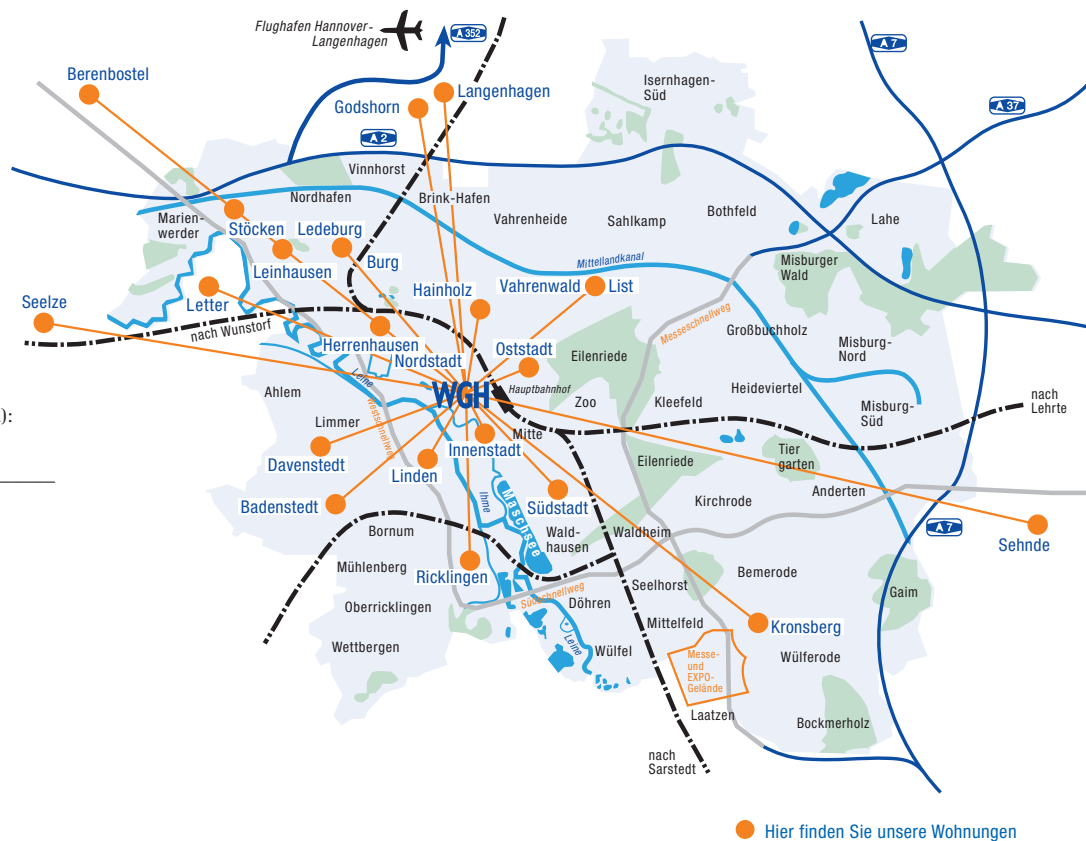 Flughafen Hannover-
Langenhagen
A 352
A 7
Berenbostel
Isernhagen-
Süd
Langenhagen
Godshorn
A 37
A 2
Vinnhorst
Nordhafen
Brink-Hafen
Marien-
werder
Vahrenheide
Sahlkamp
Bothfeld
Lahe
Stöcken
Ledeburg
Leinhausen
Burg
Mittellandkanal
Misburger
Wald
Hainholz
Vahrenwald
List
Seelze
Letter
nach Wunstorf
Messeschnellweg
Großbuchholz
Herrenhausen
Nordstadt
Oststadt
Eilenriede
Misburg-
Nord
Leine
WGH
Hauptbahnhof
Heideviertel
Ahlem
Zoo
Kleefeld
Misburg-
Süd
nach
Lehrte
):
Limmer
Westschnellweg
Mitte
Innenstadt
Davenstedt
Linden
Eilenriede
Tier
garten
Anderten
Badenstedt
Ihme
Maschsee
Südstadt
Kirchrode
Bornum
Wald-
hausen
Waldheim
A 7
Sehnde
Mühlenberg
Ricklingen
Seelhorst
Bemerode
Gaim
Südschnellweg
Oberricklingen
Döhren
Mittelfeld
Kronsberg
Wettbergen
Leine
Wülfel
Messe-
und
EXPO-
Gelände
Wülferode
Laatzen
Bockmerholz
nach
Sarstedt
Hier finden Sie unsere Wohnungen